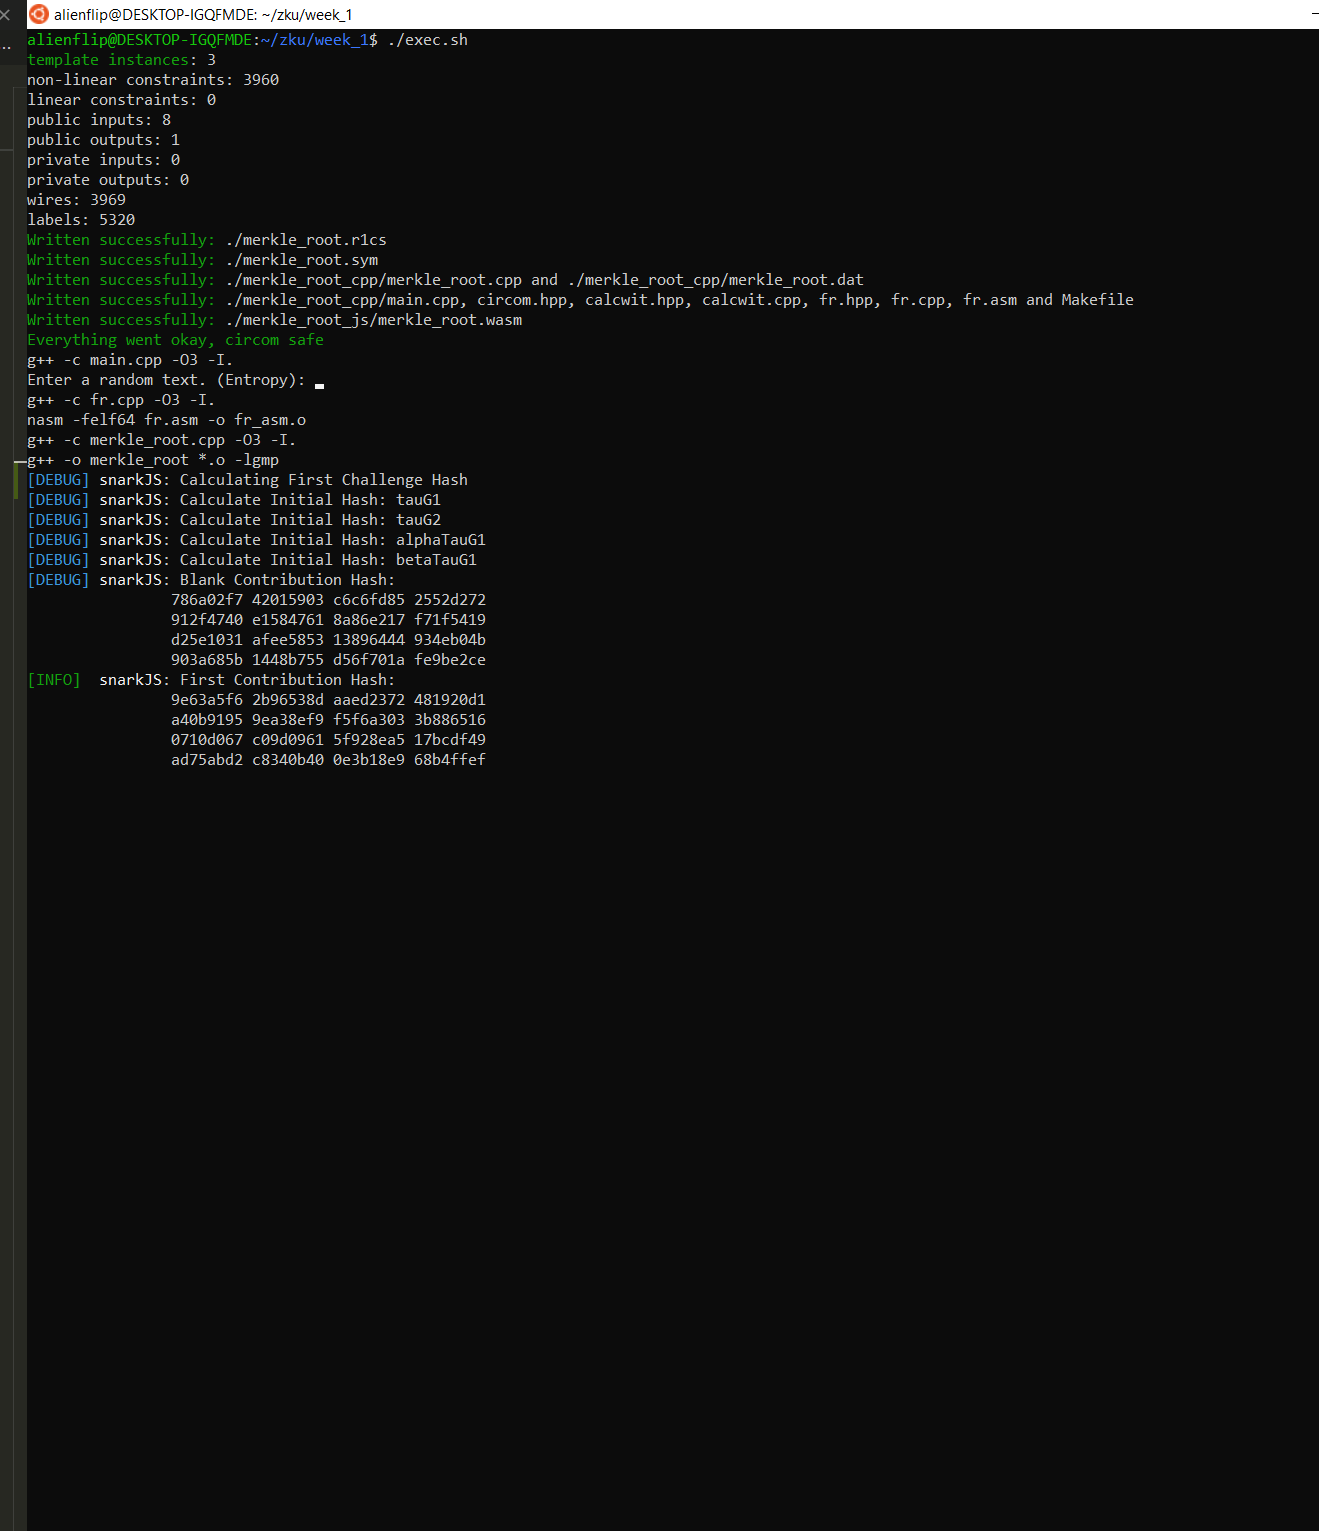 alienflip@DESKTOP-IGQFMDE: ~/zku/week_1
alienflip@DESKTOP-IGQFMDE:~/zku/week_1$ ./exec.sh
template instances: 3
non-linear constraints: 3960
linear constraints: 0
public inputs: 8
public outputs: 1
private inputs: 0
private outputs: 0
wires: 3969
labels: 5320
Written successfully: ./merkle_root.r1cs
Written successfully: ./merkle_root.sym
Written successfully: ./merkle_root_cpp/merkle_root.cpp and ./merkle_root_cpp/merkle_root.dat
Written successfully: ./merkle_root_cpp/main.cpp, circom.hpp, calcwit.hpp, calcwit.cpp, fr.hpp, fr.cpp, fr.asm and Makefile
Written successfully: ./merkle_root_js/merkle_root.wasm
Everything went okay, circom safe
g++ -c main.cpp -O3 -I.
Enter a random text. (Entropy):
g++ -c fr.cpp -O3 -I.
nasm -felf64 fr.asm -o fr_asm.o
g++ -c merkle_root.cpp -O3 -I.
g++ -o merkle_root *.o -lgmp
[DEBUG] snarkJS: Calculating First Challenge Hash
[DEBUG] snarkJS: Calculate Initial Hash: tauG1
[DEBUG] snarkJS: Calculate Initial Hash: tauG2
[DEBUG] snarkJS: Calculate Initial Hash: alphaTauG1
[DEBUG] snarkJS: Calculate Initial Hash: betaTauG1
[DEBUG] snarkJS: Blank Contribution Hash:
786a02f7 42015903 c6c6fd85 2552d272
912f4740 e1584761 8a86e217 f71f5419
d25e1031 afee5853 13896444 934eb04b
903a685b 1448b755 d56f701a fe9be2ce
[INFO]  snarkJS: First Contribution Hash:
9e63a5f6 2b96538d aaed2372 481920d1
a40b9195 9ea38ef9 f5f6a303 3b886516
0710d067 c09d0961 5f928ea5 17bcdf49
ad75abd2 c8340b40 0e3b18e9 68b4ffef